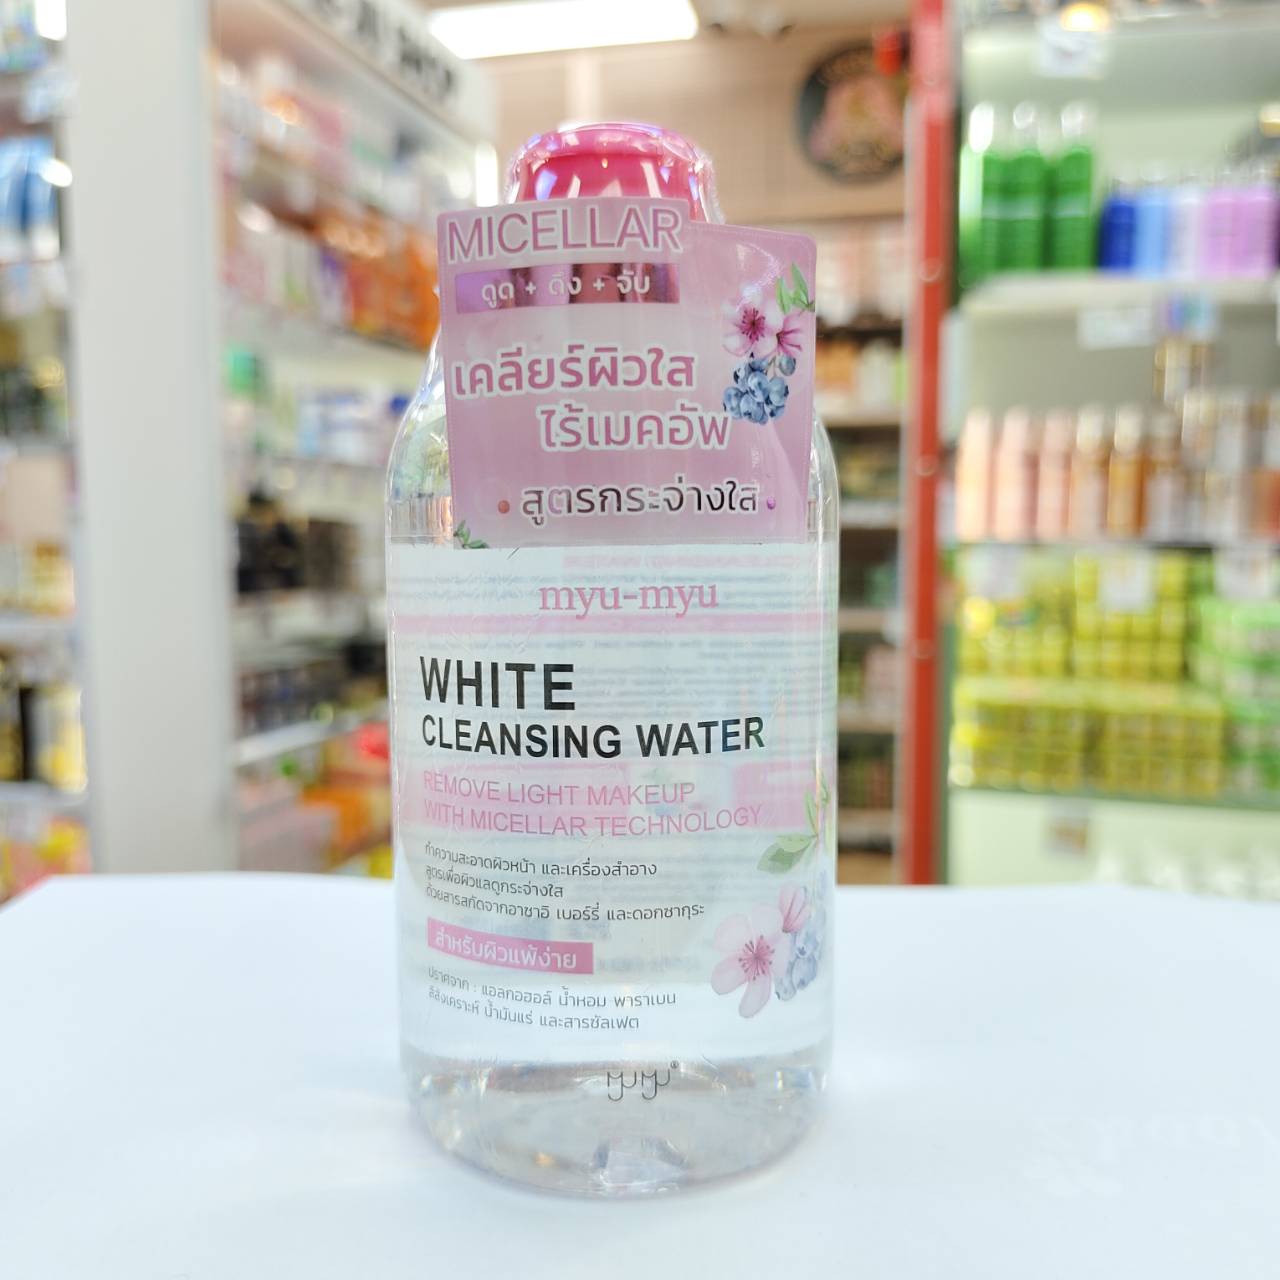 MICELLAR
ดูด + ดึง + จับ
เคลียร์ผิวใส
ไร้เมคอัพ
• สูตรกระจ่างใส •
myu-myu
WHITE
CLEANSING WATER
REMOVE LIGHT MAKEUP
WITH MICELLAR TECHNOLOGY
ทำความสะอาดผิวหน้า และเครื่องสำอาง
สูตรเพื่อผิวแลดูกระจ่างใส
ด้วยสารสกัดจากอาซาอิ เบอร์รี่ และดอกซากุระ
สำหรับผิวแพ้ง่าย
ปราศจาก : แอลกอฮอล์ น้ำหอม พาราเบน
สีสังเคราะห์ น้ำมันแร่ และสารซัลเฟต
myu myu®